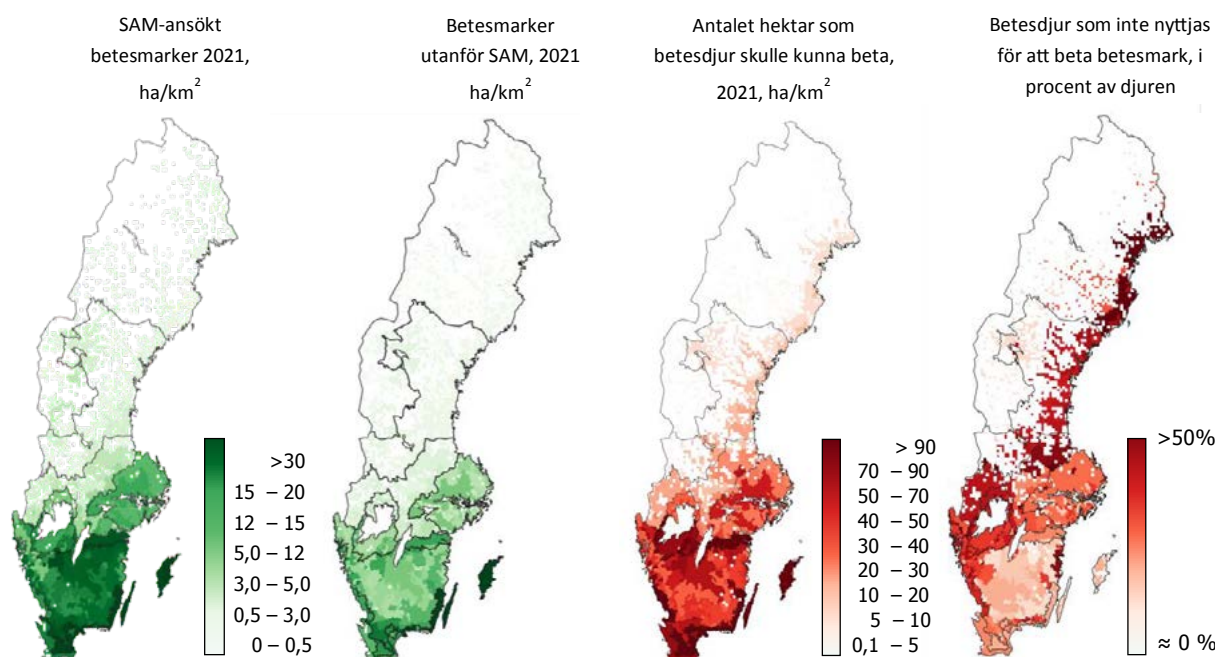 SAM-ansökt
betesmarker 2021,
ha/km²
Betesmarker
utanför SAM, 2021
ha/km²
Antalet hektar som
betesdjur skulle kunna beta,
2021, ha/km²
Betesdjur som inte nyttjas
för att beta betesmark, i
procent av djuren
>30
15 – 20
12 – 15
5,0 – 12
3,0 – 5,0
0,5 – 3,0
0 – 0,5
> 90
70 – 90
50 – 70
40 – 50
30 – 40
20 – 30
10 – 20
5 – 10
0,1 – 5
>50%
≈ 0 %